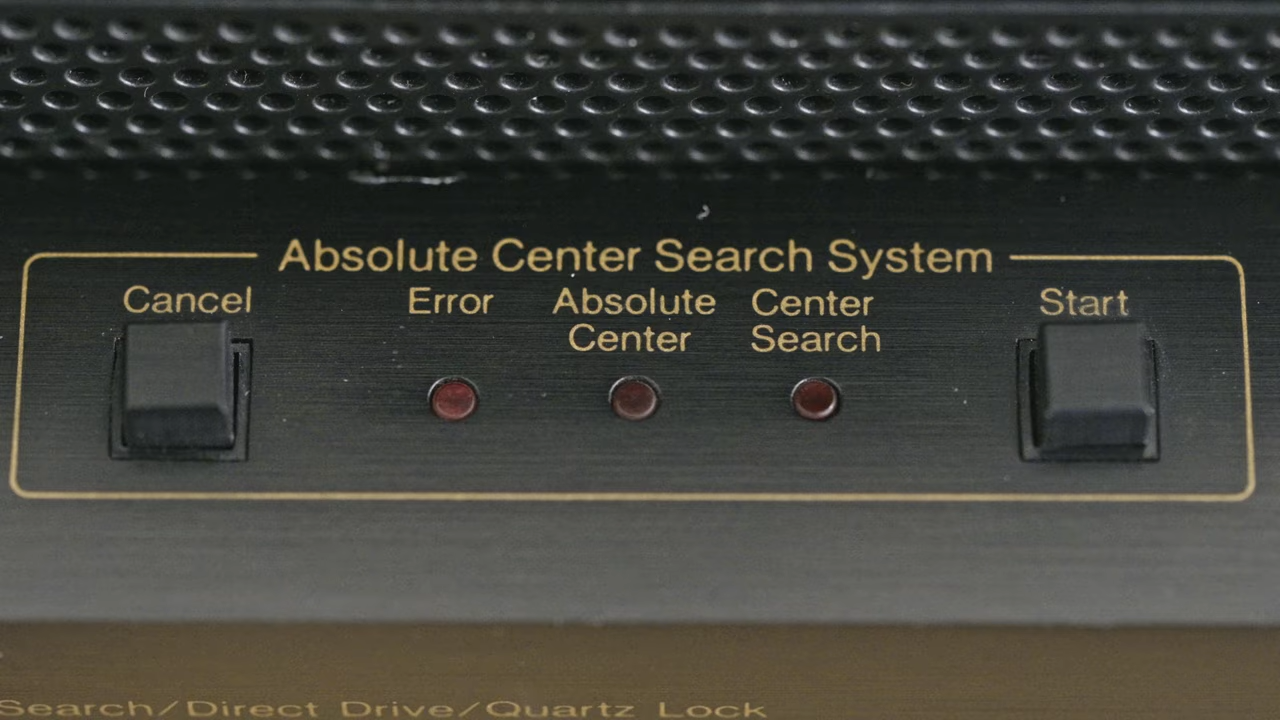 Absolute Center Search System
Cancel
Error
Absolute
Center
Center
Search
Start
Search/Direct Drive/Quartz Lock